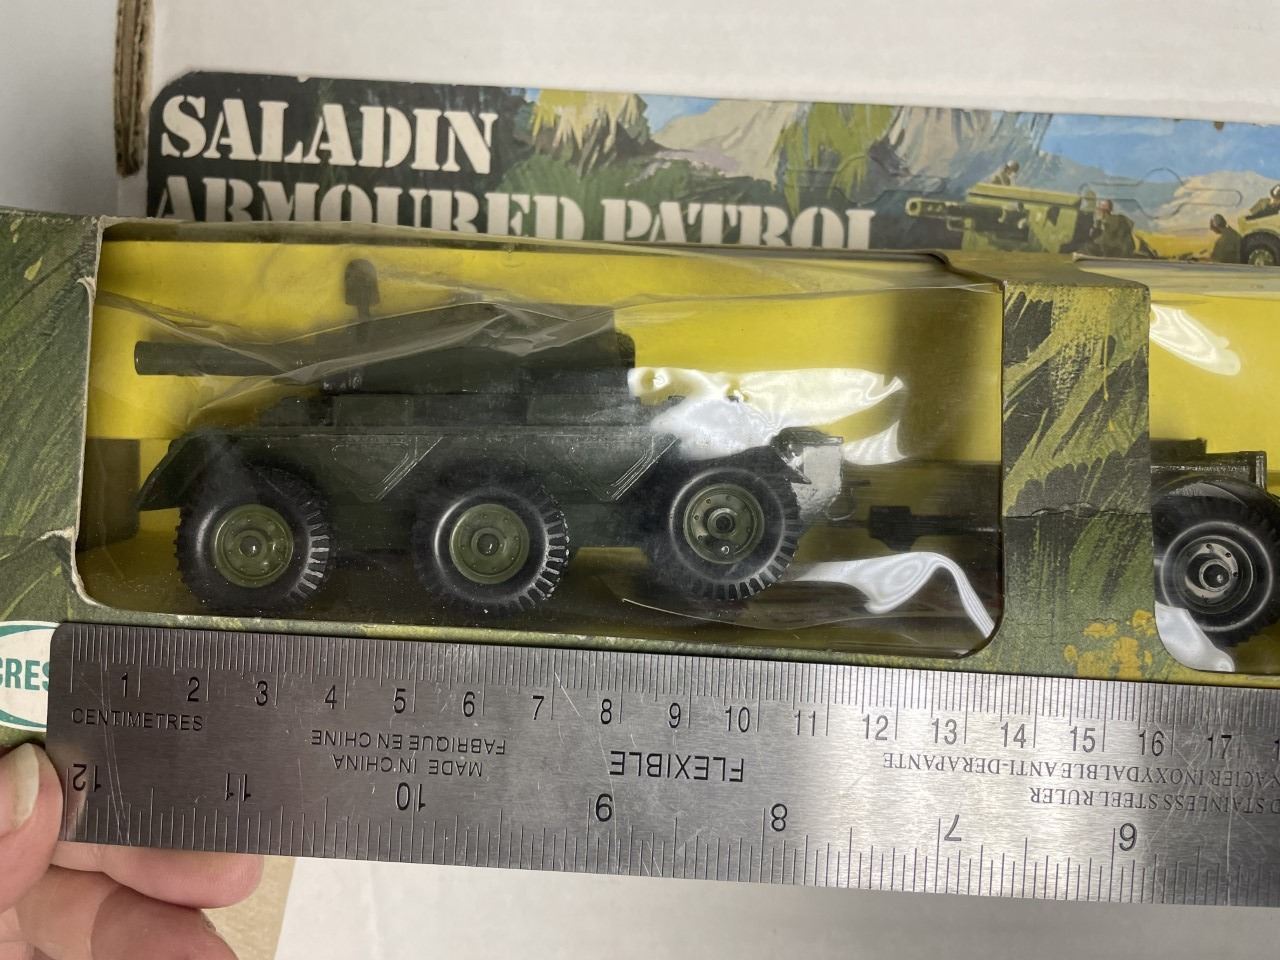 SALADIN
ARMOURED PATROL
CRES
1 2 3 4 5 6 7 8 9 10 11 12 13 14 15 16 17
CENTIMETRES
MADE IN CHINA
FABRIQUE EN CHINE
FLEXIBLE
STAINLESS STEEL RULER
ACIER INOXYDALBLE ANTI-DERAPANTE
12 11 10 9 8 7 6